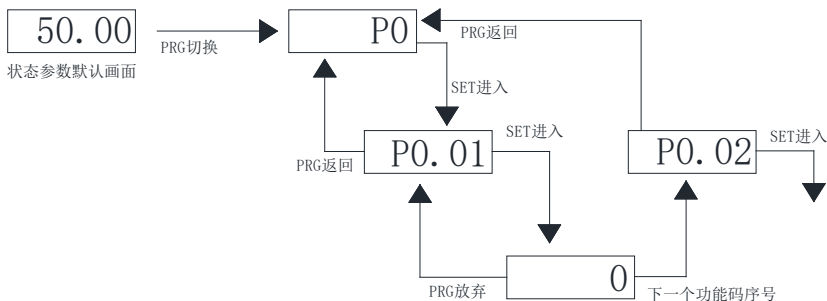 50.00
PRG切换
P0
PRG返回
状态参数默认画面
SET进入
P0.01
SET进入
P0.02
SET进入
PRG返回
0
PRG放弃
下一个功能码序号